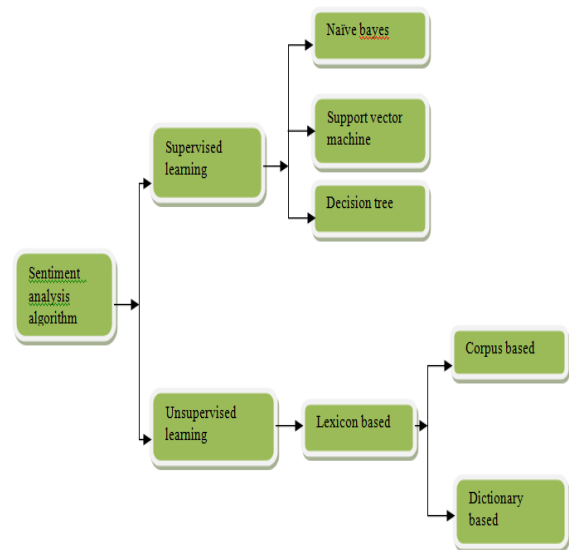 Naïve bayes
Support vector
machine
Supervised
learning
Decision tree
Sentiment
analysis
algorithm
Corpus based
Unsupervised
learning
Lexicon based
Dictionary
based